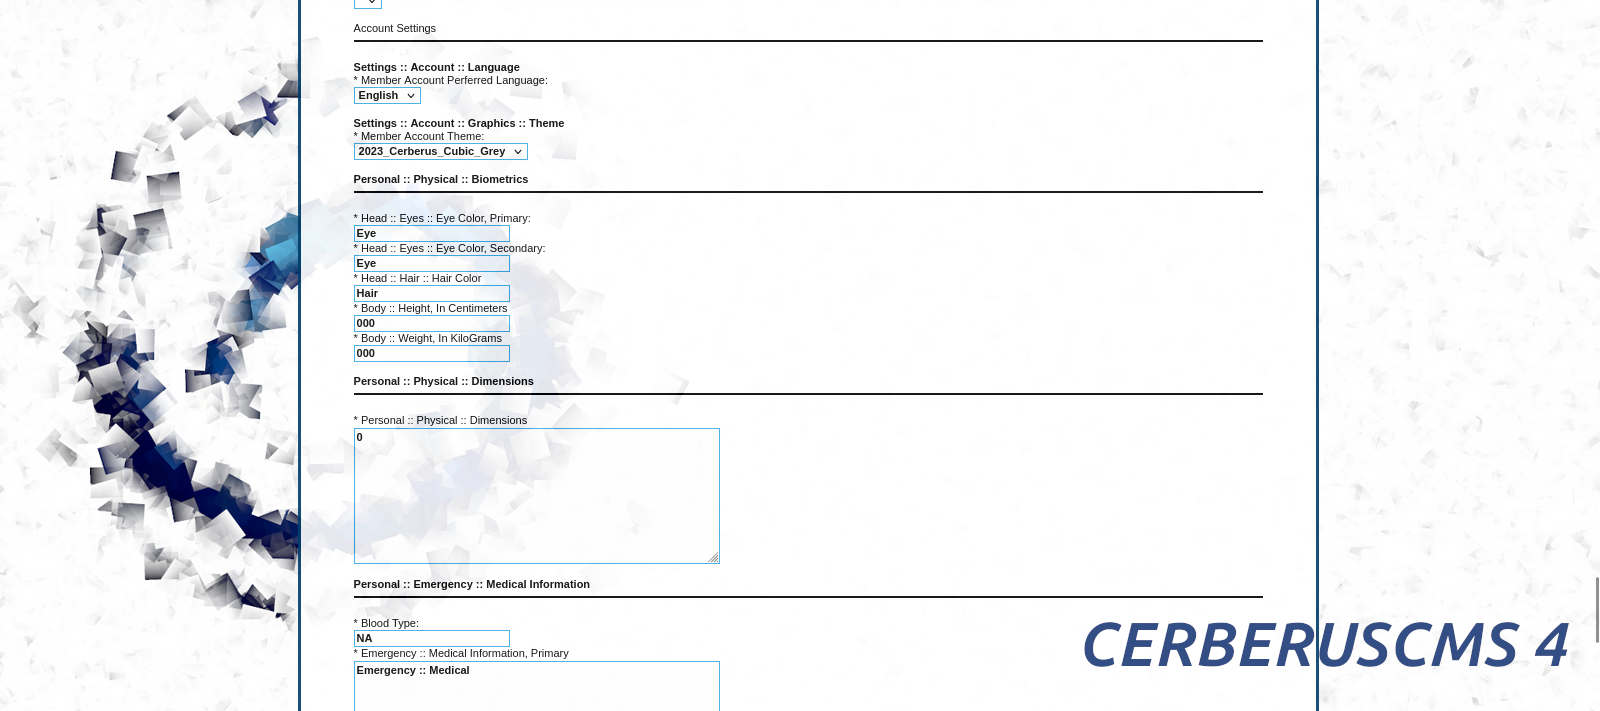 Account Settings
Settings :: Account :: Language
* Member Account Perferred Language:
English
Settings :: Account :: Graphics :: Theme
* Member Account Theme:
2023_Cerberus_Cubic_Grey
Personal :: Physical :: Biometrics
* Head :: Eyes :: Eye Color, Primary:
Eye
* Head :: Eyes :: Eye Color, Secondary:
Eye
* Head :: Hair :: Hair Color
Hair
* Body :: Height, In Centimeters
000
* Body :: Weight, In KiloGrams
000
Personal :: Physical :: Dimensions
* Personal :: Physical :: Dimensions
0
Personal :: Emergency :: Medical Information
* Blood Type:
NA
* Emergency :: Medical Information, Primary
Emergency :: Medical
CERBERUSCMS 4